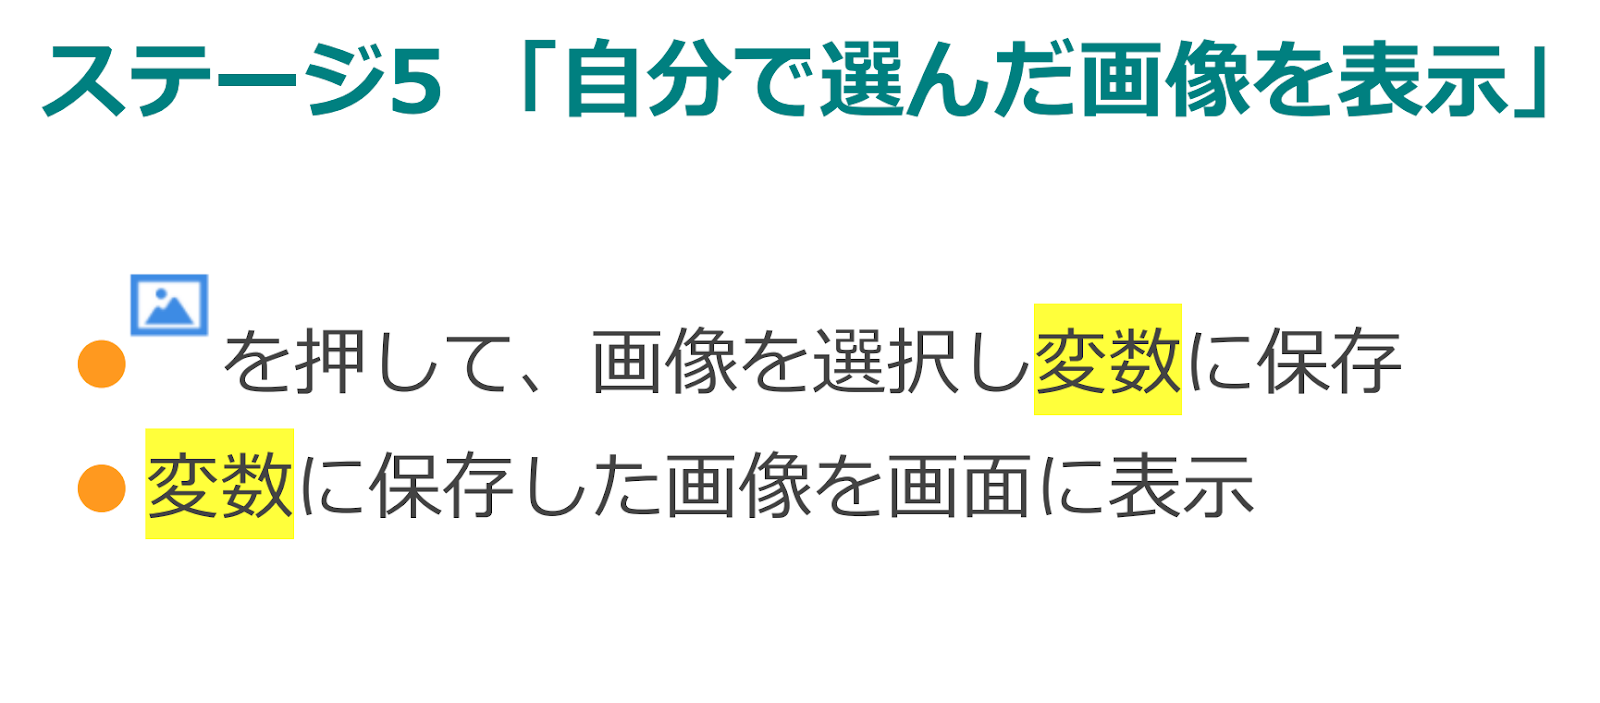 ステージ5 「自分で選んだ画像を表示」
● を押して、画像を選択し変数に保存
● 変数に保存した画像を画面に表示